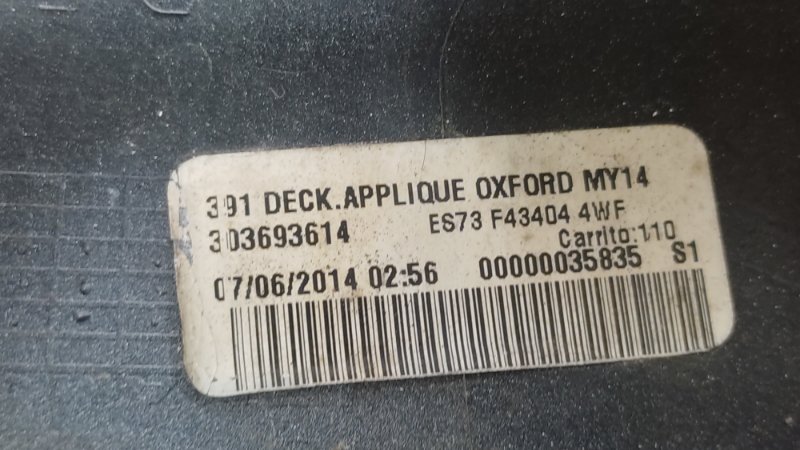 391 DECK.APPLIQUE OXFORD MY14
303693614 ES73 F43404 4WF
Carrito:110
07/06/2014 02:56 00000035835 S1